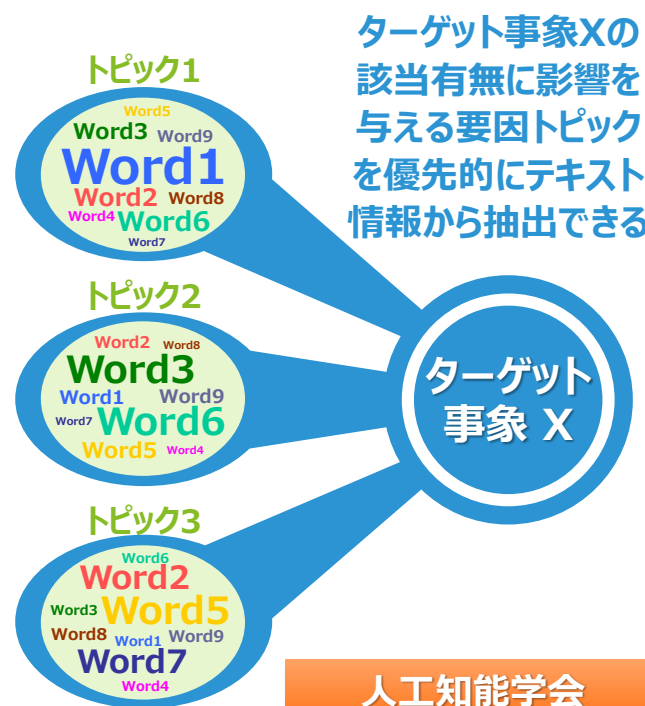 ターゲット事象Xの
該当有無に影響を
与える要因トピック
を優先的にテキスト
情報から抽出できる
トピック1
Word5
Word3 Word9
Word1
Word2 Word8
Word4 Word6
Word7
トピック2
Word2 Word8
Word3
Word1 Word9
Word7 Word6
Word5 Word4
トピック3
Word6
Word2
Word3 Word5
Word8 Word1 Word9
Word7
Word4
ターゲット
事象 X
人工知能学会